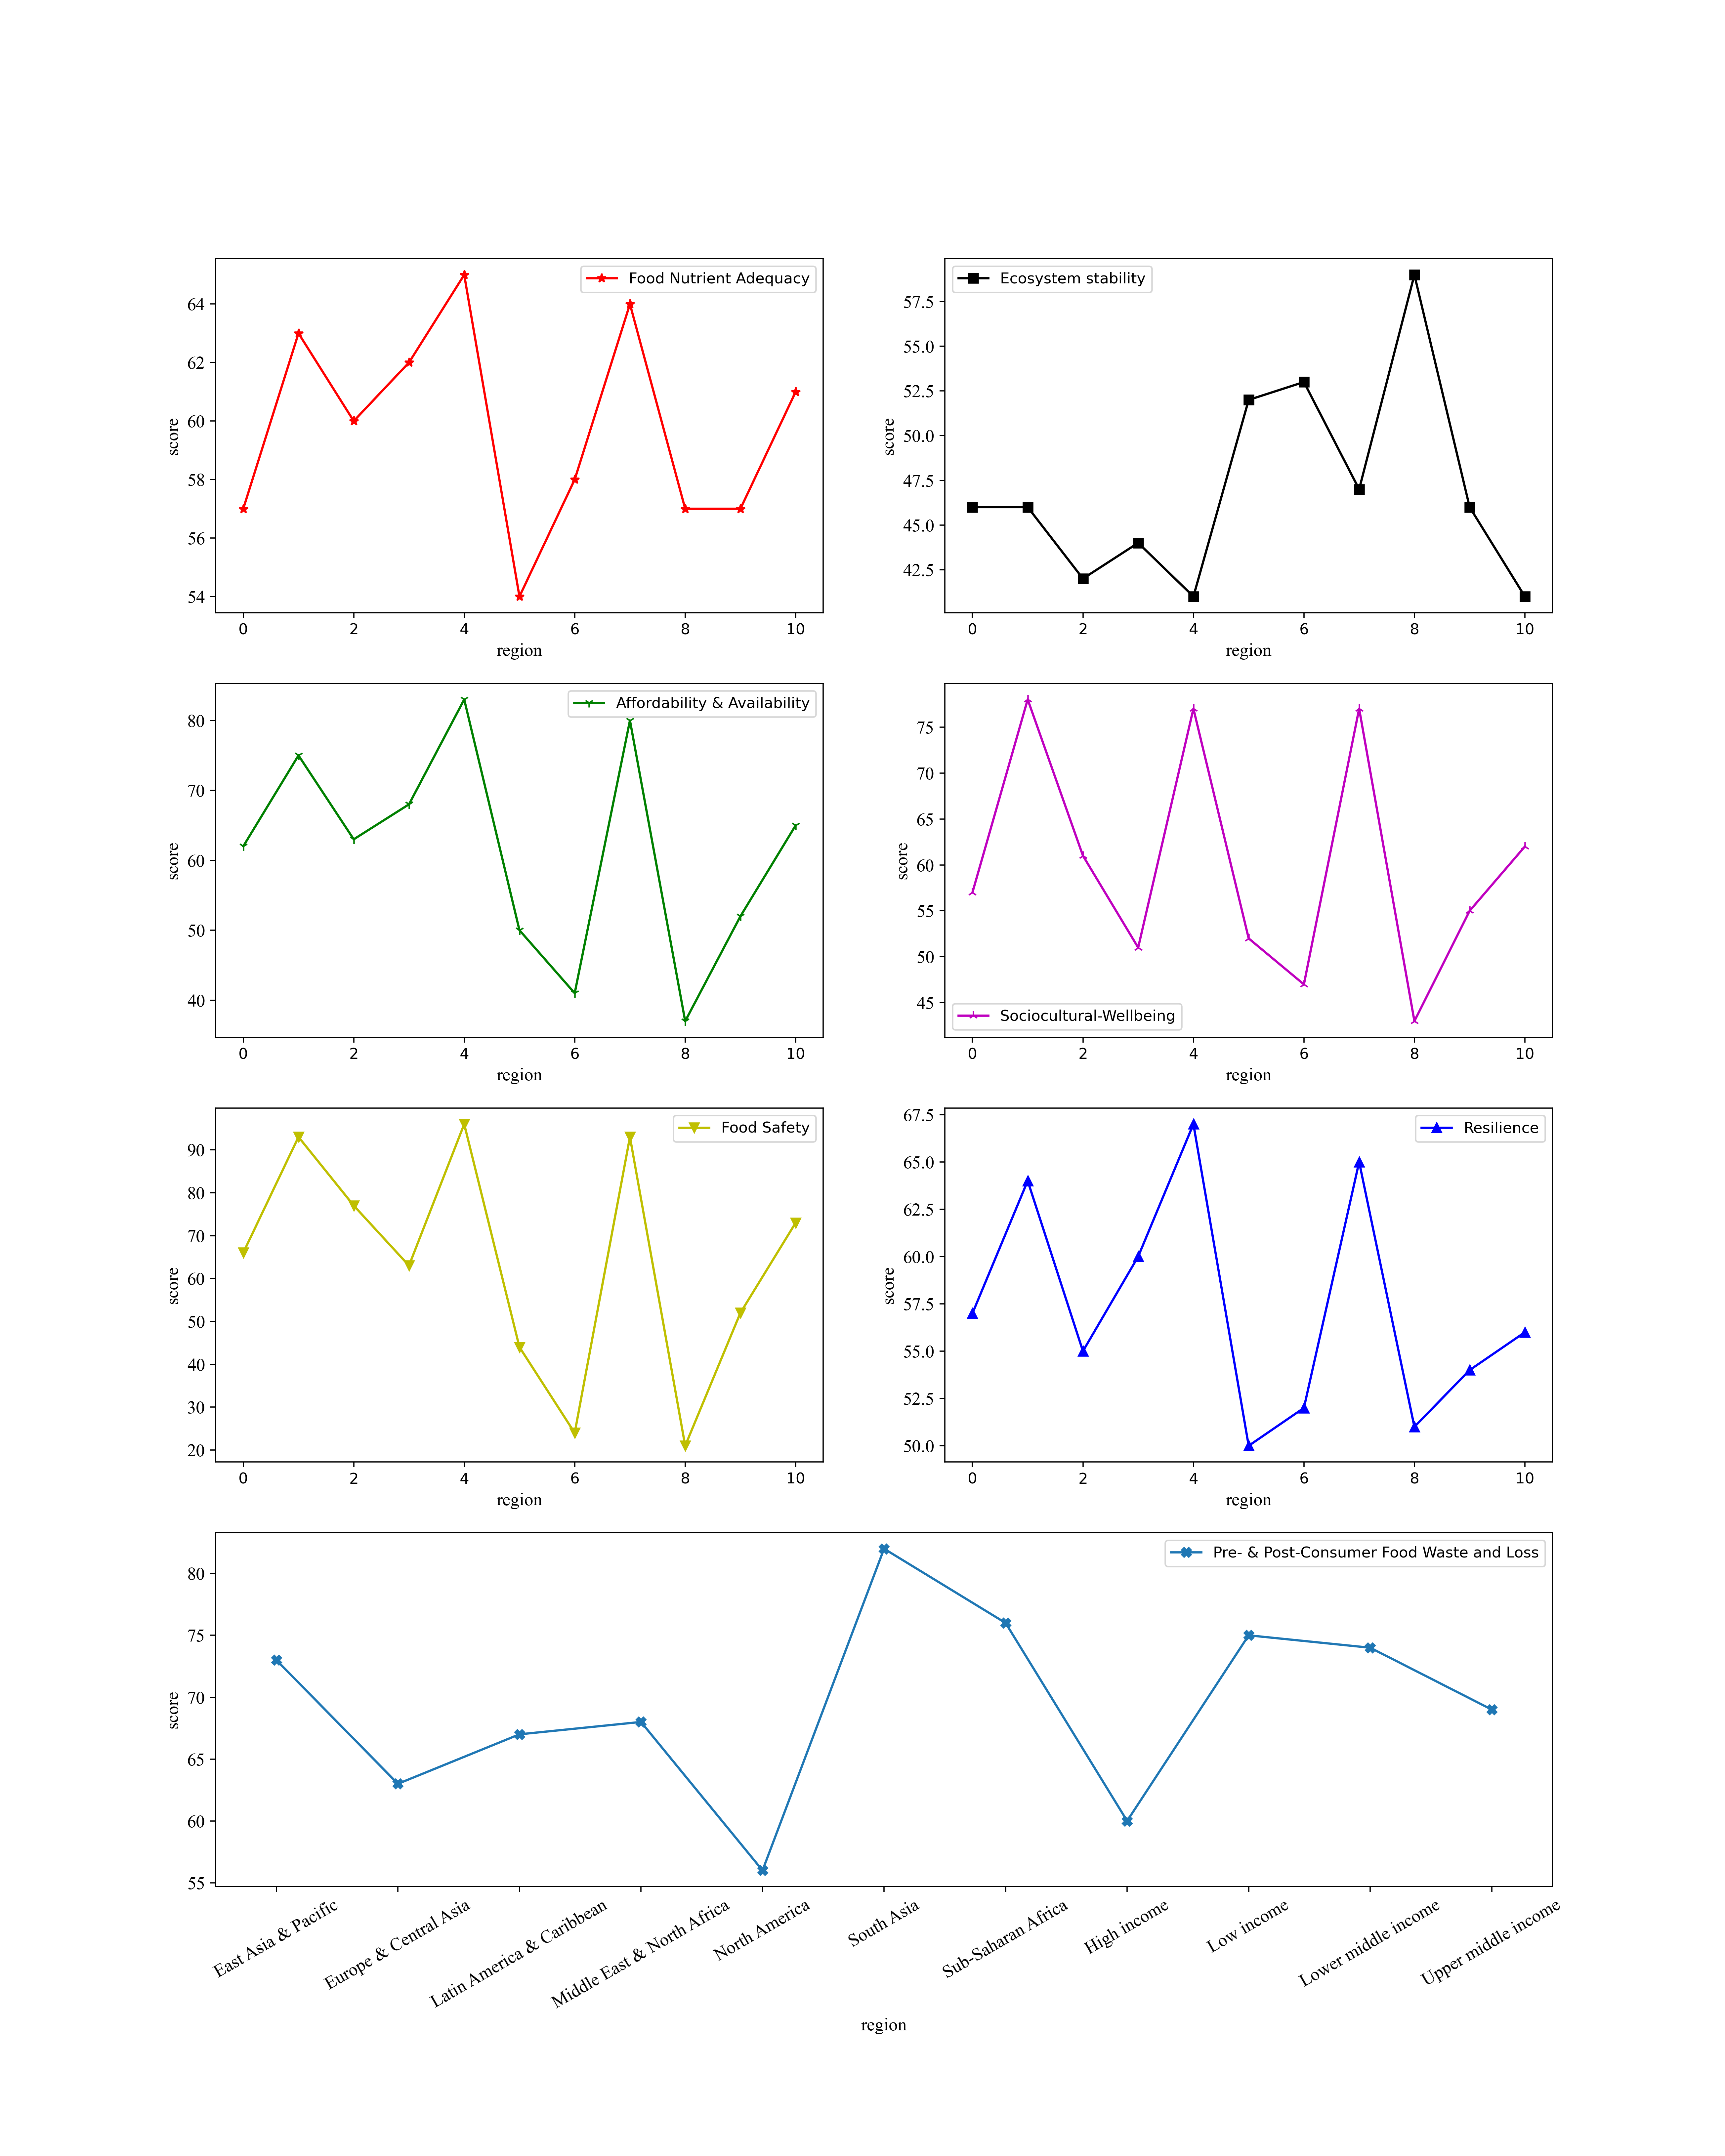 Food Nutrient Adequacy
score
64
62
60
58
56
54
0 2 4 6 8 10
region
Ecosystem stability
score
57.5
55.0
52.5
50.0
47.5
45.0
42.5
0 2 4 6 8 10
region
Affordability & Availability
score
80
70
60
50
40
0 2 4 6 8 10
region
Sociocultural-Wellbeing
score
75
70
65
60
55
50
45
0 2 4 6 8 10
region
Food Safety
score
90
80
70
60
50
40
30
20
0 2 4 6 8 10
region
Resilience
score
67.5
65.0
62.5
60.0
57.5
55.0
52.5
50.0
0 2 4 6 8 10
region
Pre- & Post-Consumer Food Waste and Loss
score
80
75
70
65
60
55
East Asia & Pacific
Europe & Central Asia
Latin America & Caribbean
Middle East & North Africa
North America
South Asia
Sub-Saharan Africa
High income
Low income
Lower middle income
Upper middle income
region